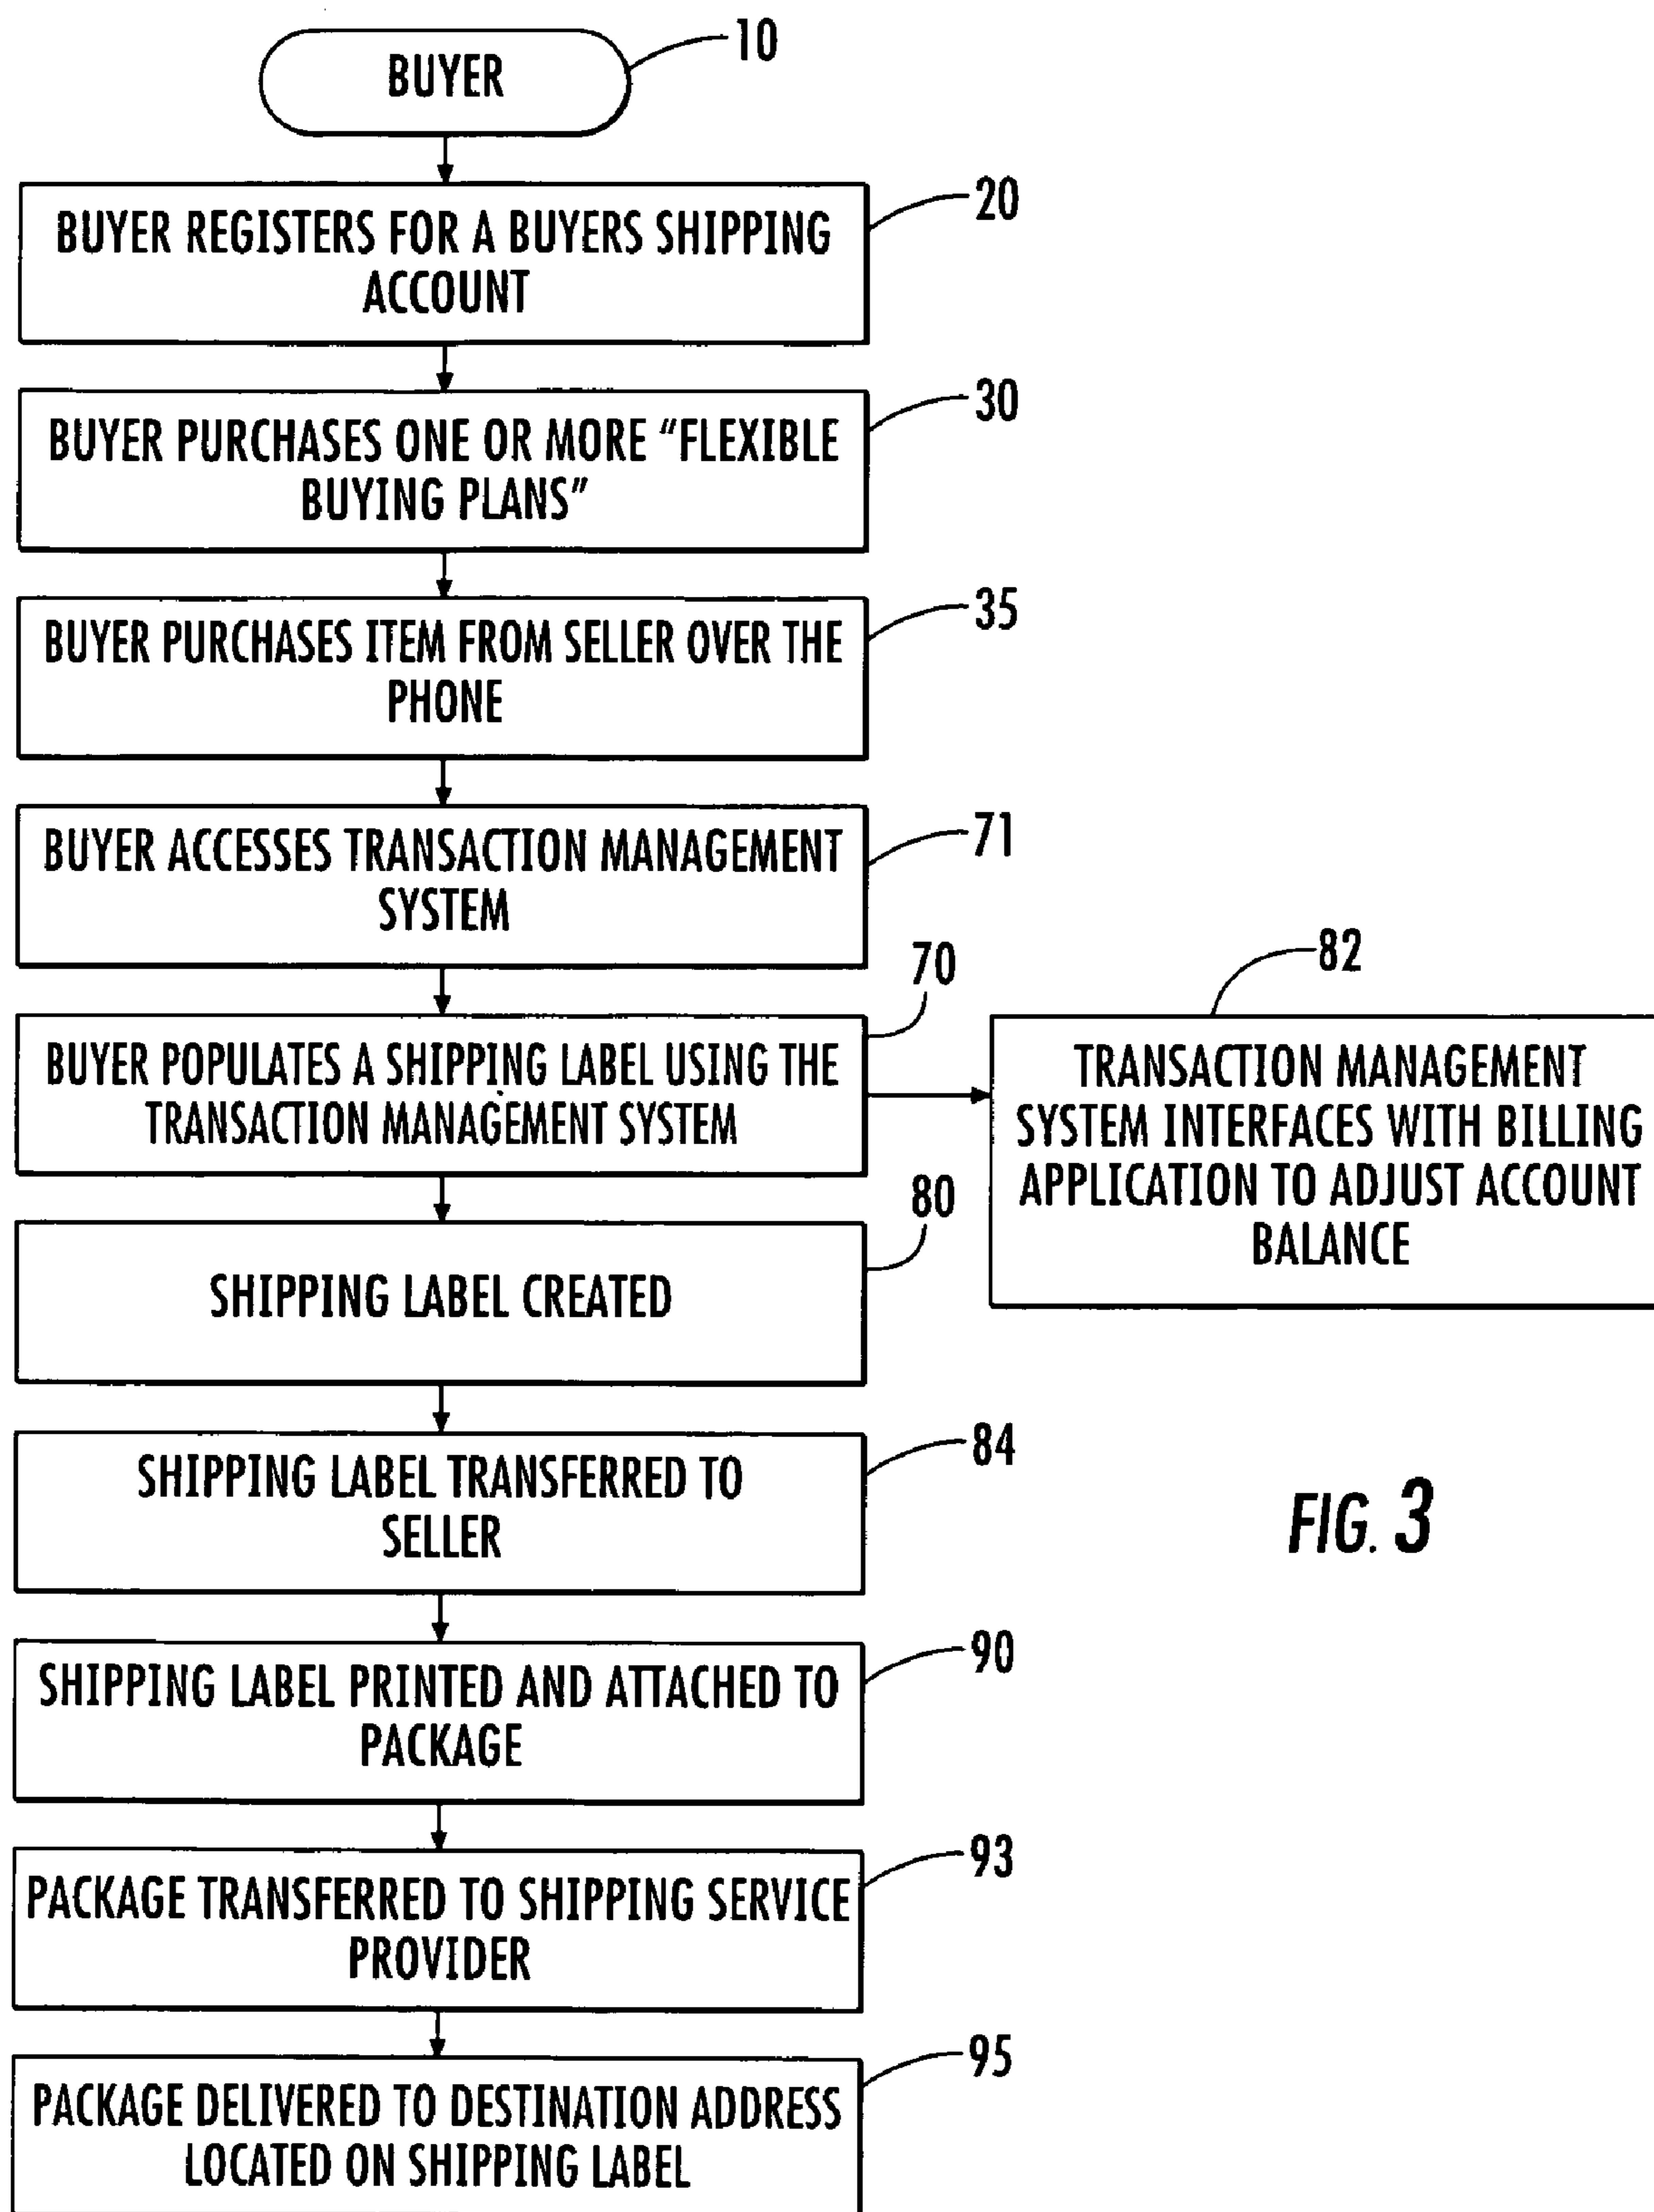 BUYER
10
BUYER REGISTERS FOR A BUYERS SHIPPING
ACCOUNT
20
BUYER PURCHASES ONE OR MORE “FLEXIBLE
BUYING PLANS”
30
BUYER PURCHASES ITEM FROM SELLER OVER THE
PHONE
35
BUYER ACCESSES TRANSACTION MANAGEMENT
SYSTEM
71
BUYER POPULATES A SHIPPING LABEL USING THE
TRANSACTION MANAGEMENT SYSTEM
70
TRANSACTION MANAGEMENT
SYSTEM INTERFACES WITH BILLING
APPLICATION TO ADJUST ACCOUNT
BALANCE
82
SHIPPING LABEL CREATED
80
SHIPPING LABEL TRANSFERRED TO
SELLER
84
FIG. 3
SHIPPING LABEL PRINTED AND ATTACHED TO
PACKAGE
90
PACKAGE TRANSFERRED TO SHIPPING SERVICE
PROVIDER
93
PACKAGE DELIVERED TO DESTINATION ADDRESS
LOCATED ON SHIPPING LABEL
95